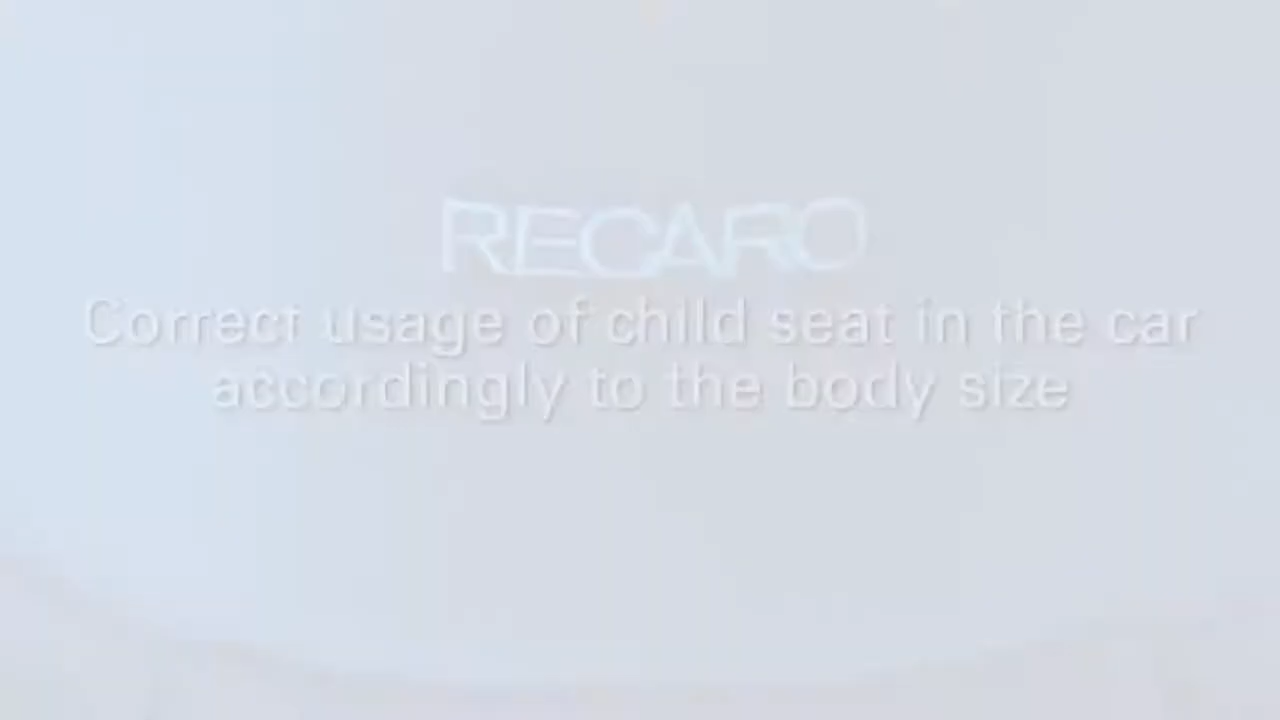 RECARO
Correct usage of child seat in the car
accordingly to the body size